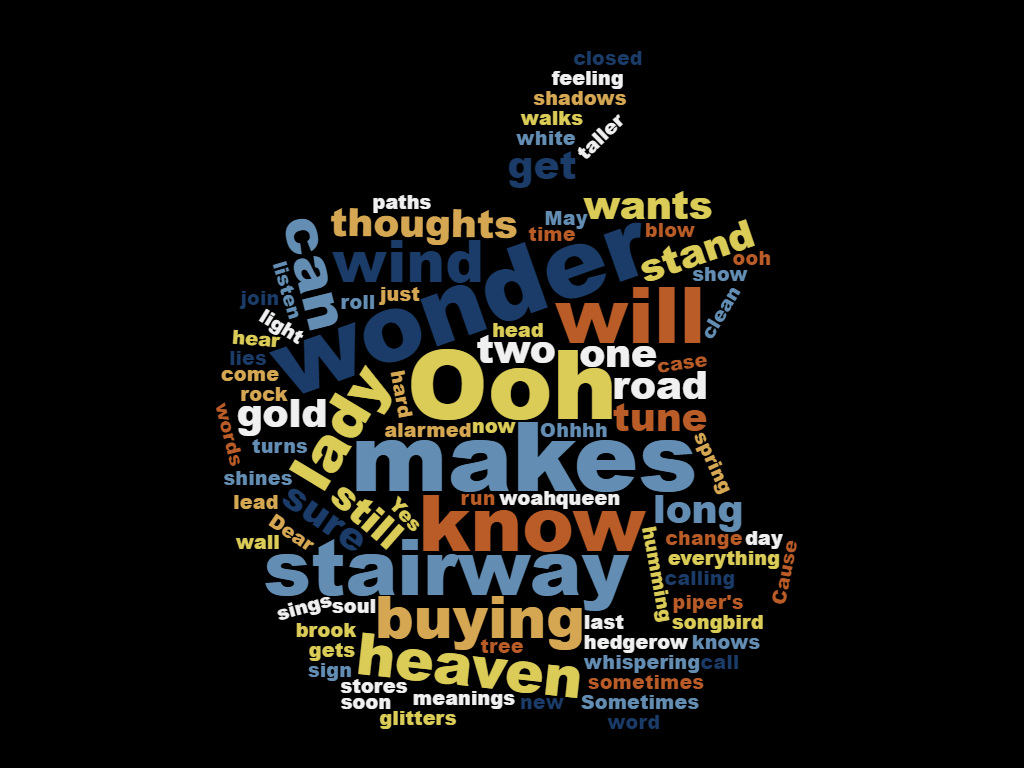 closed
feeling
shadows
walks
white
taller
get
paths
wants
thoughts
May
time
blow
can
wind
wonder
stand
ooh
show
listen
join
roll
just
will
clean
light
head
hear
two
one
case
lies
come
Ooh
road
rock
hard
lady
gold
tune
words
alarmed
now
Ohhhh
turns
makes
spring
shines
lead
sure
still
Yes
run
woahqueen
know
long
Dear
wall
change
day
humming
everything
stairway
calling
Cause
sings
soul
buying
piper's
last
songbird
brook
gets
tree
hedgerow
knows
heaven
sign
whispering
call
stores
sometimes
soon
meanings
new
Sometimes
glitters
word